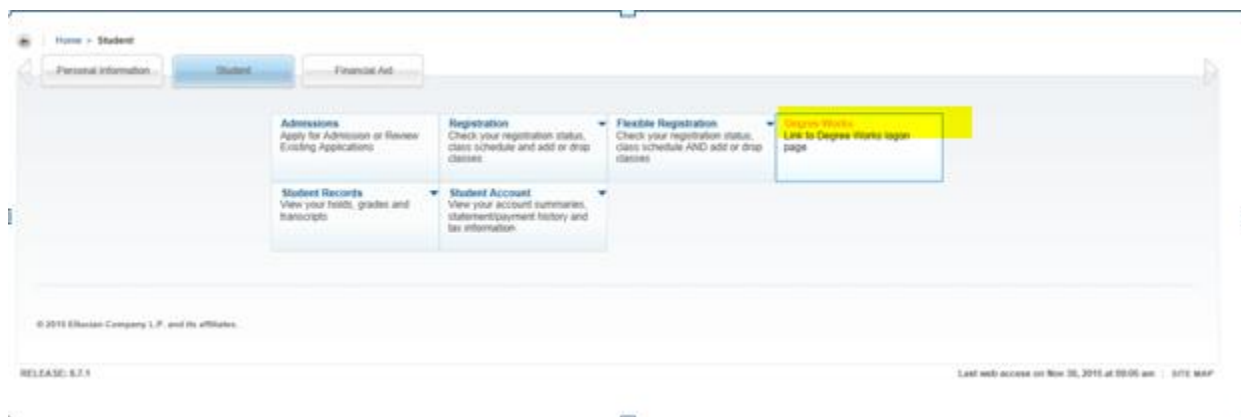 Home > Student
Personal Information Student Financial Aid
Admissions
Apply for Admission or Review
Existing Applications
Registration
Check your registration status,
class schedule and add or drop
classes
Flexible Registration
Check your registration status,
class schedule AND add or drop
classes
Degree Works
Link to Degree Works logon
page
Student Records
View your holds, grades and
transcripts
Student Account
View your account summaries,
statement/payment history and
tax information
© 2015 Ellucian Company L.P. and its affiliates.
RELEASE: 8.7.1
Last web access on Nov 30, 2015 at 09:05 am | SITE MAP